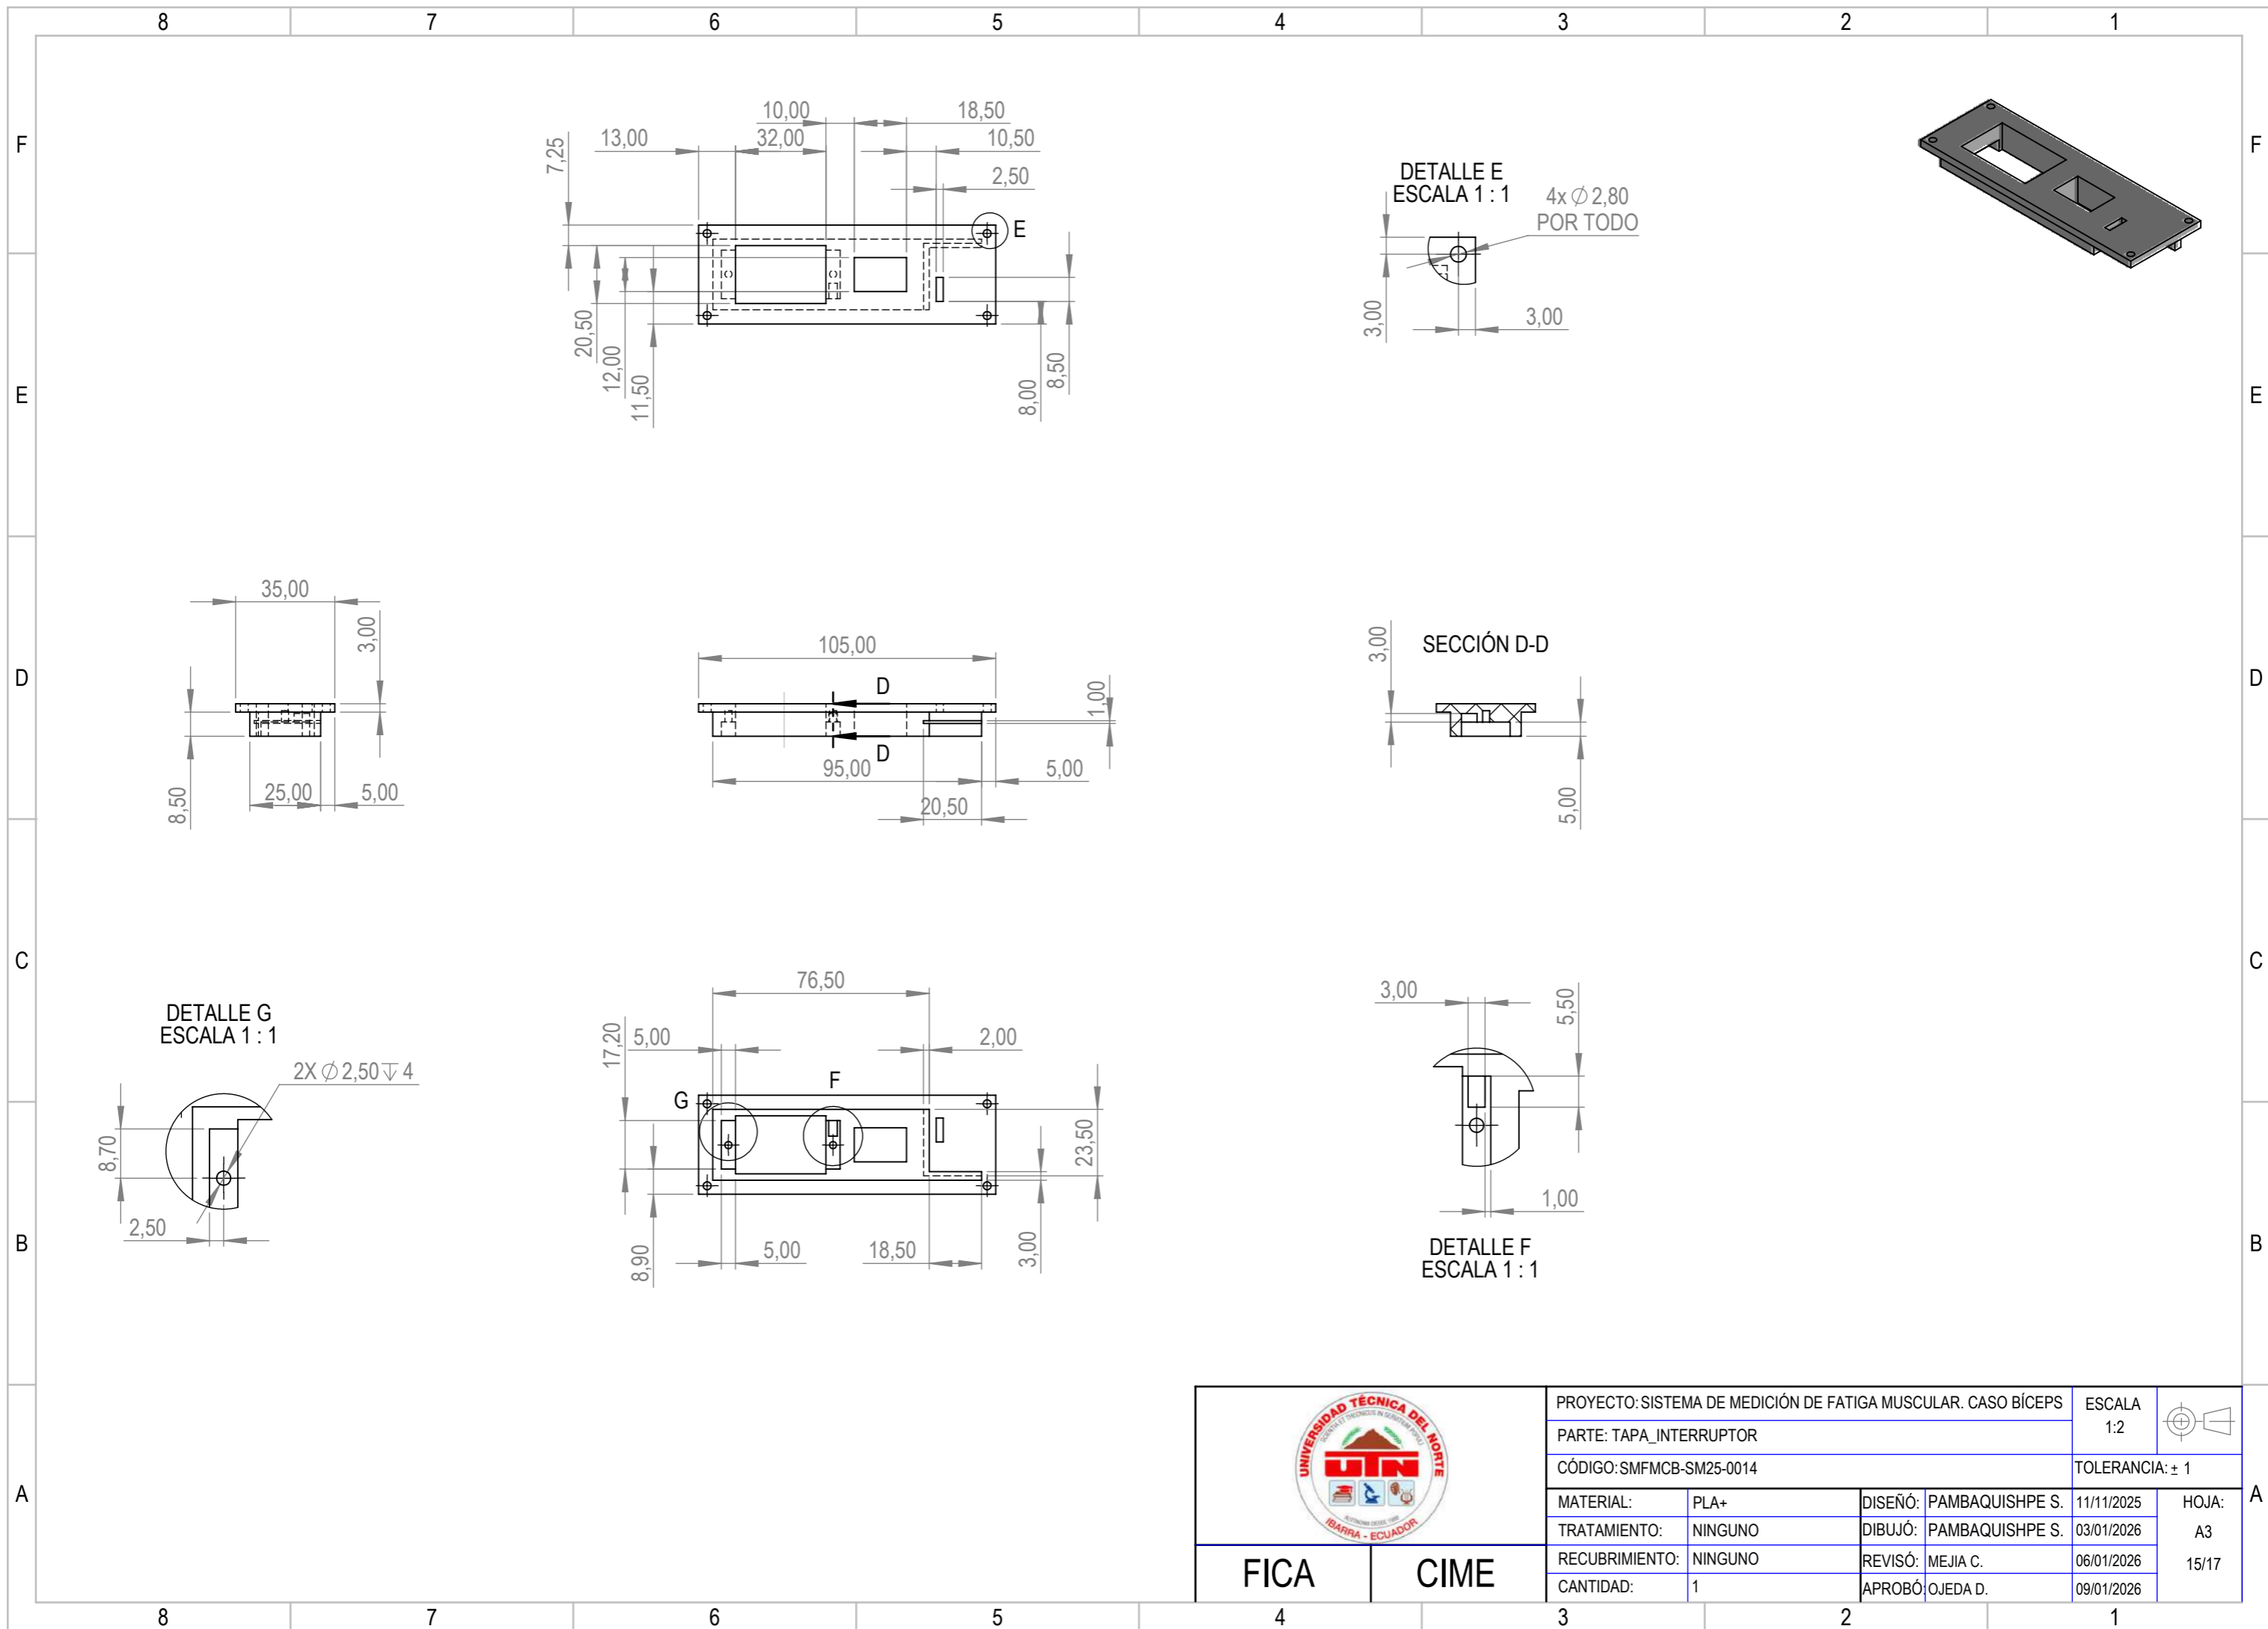 8 7 6 5 4 3 2 1
F F
10,00 18,50
13,00 32,00 10,50
7,25
2,50
E
20,50
12,00
11,50
8,00
8,50
DETALLE E
ESCALA 1 : 1
4x ∅ 2,80
POR TODO
3,00
3,00
E E
35,00
3,00
8,50
25,00 5,00
105,00
D
1,00
D
95,00 5,00
20,50
SECCIÓN D-D
3,00
5,00
D D
C C
DETALLE G
ESCALA 1 : 1
2X ∅ 2,50 ↧ 4
8,70
2,50
76,50
17,20
5,00 2,00
F
G
23,50
8,90
5,00 18,50
3,00
3,00
5,50
1,00
DETALLE F
ESCALA 1 : 1
B B
UNIVERSIDAD TÉCNICA DEL NORTE
UTN
IBARRA - ECUADOR
FICA CIME
PROYECTO: SISTEMA DE MEDICIÓN DE FATIGA MUSCULAR. CASO BÍCEPS
ESCALA
1:2
PARTE: TAPA_INTERRUPTOR
CÓDIGO: SMFMCB-SM25-0014
TOLERANCIA: ± 1
MATERIAL: PLA+ DISEÑÓ: PAMBAQUISHPE S. 11/11/2025 HOJA:
TRATAMIENTO: NINGUNO DIBUJÓ: PAMBAQUISHPE S. 03/01/2026 A3
RECUBRIMIENTO: NINGUNO REVISÓ: MEJIA C. 06/01/2026 15/17
CANTIDAD: 1 APROBÓ: OJEDA D. 09/01/2026
A A
8 7 6 5 4 3 2 1